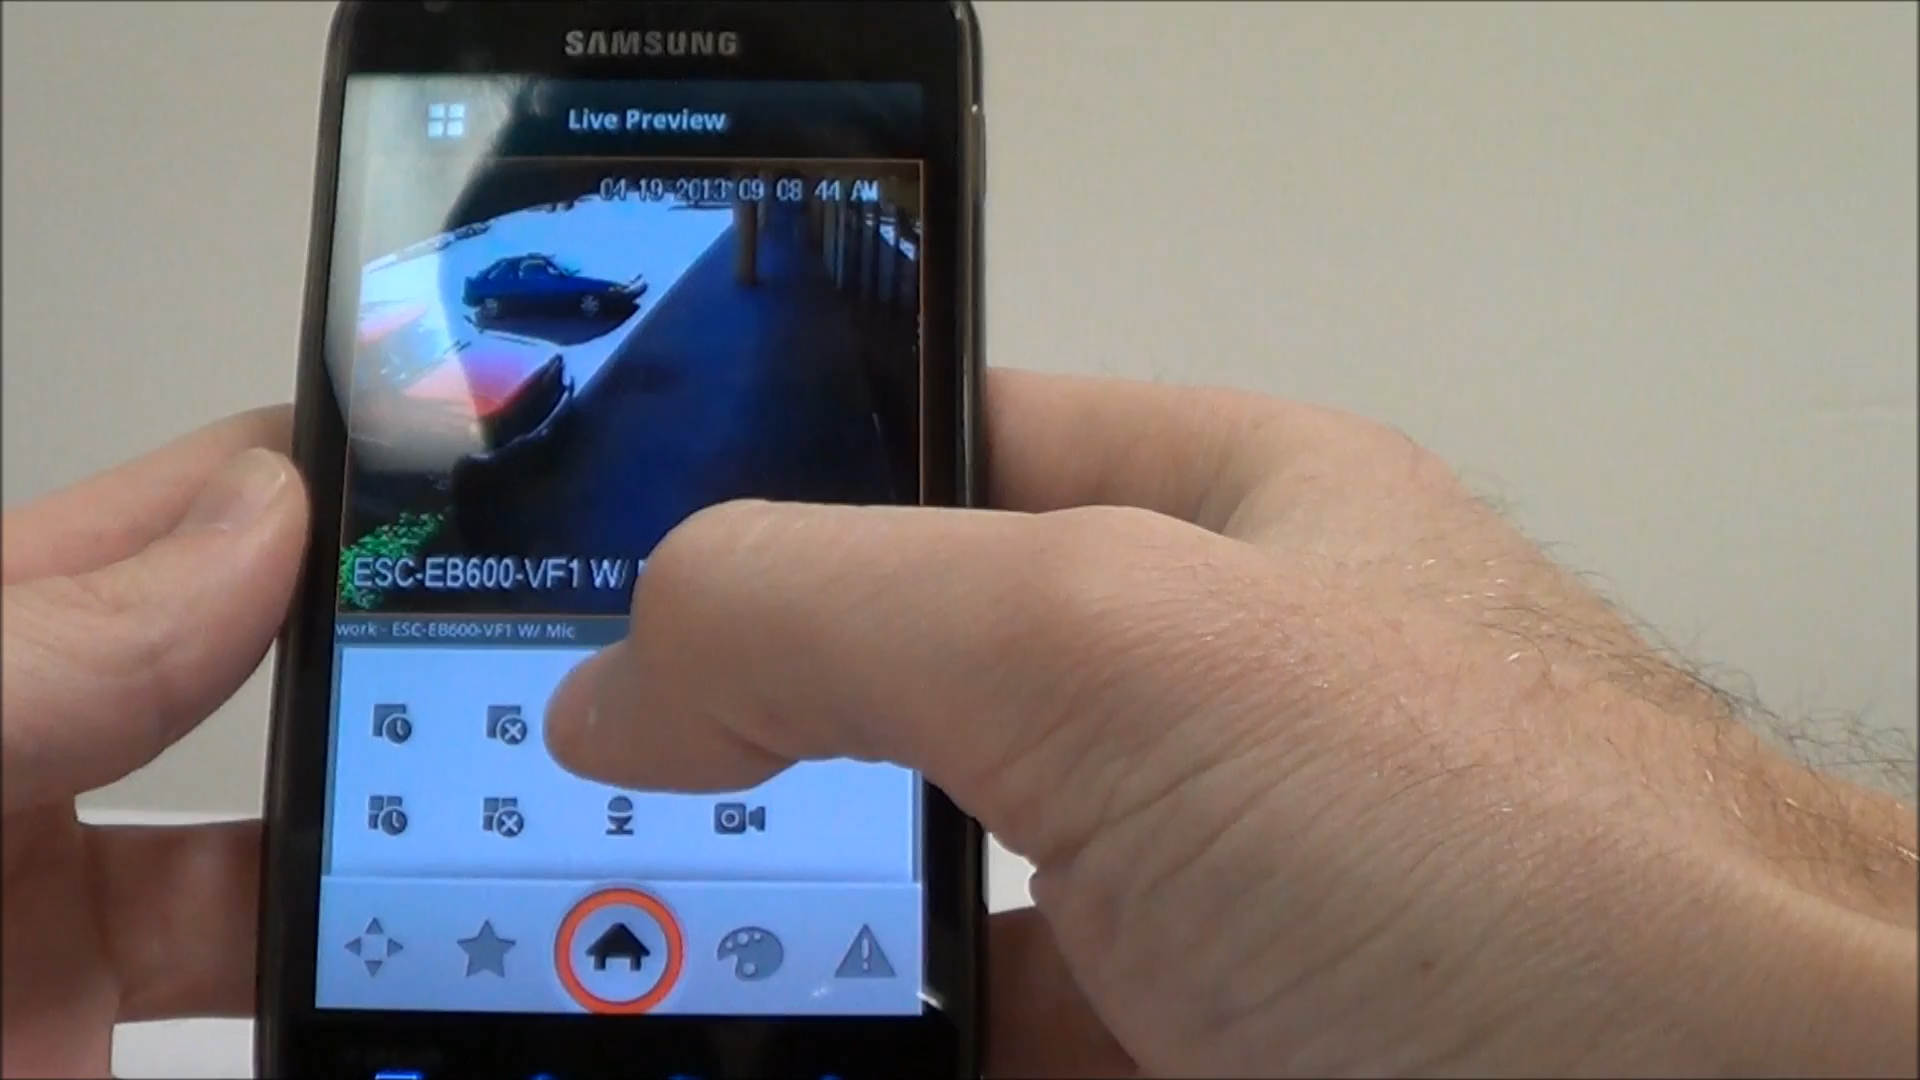 SAMSUNG
Live Preview
04-19-2013 09 08 44 AM
ESC-EB600-VF1 W/
work - ESC-EB600-VF1 W/ Mic